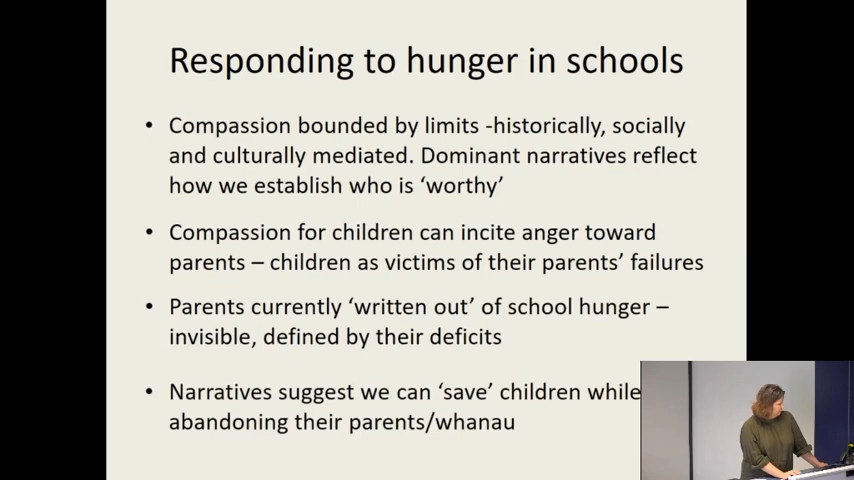 Responding to hunger in schools
• Compassion bounded by limits -historically, socially
and culturally mediated. Dominant narratives reflect
how we establish who is ‘worthy’
• Compassion for children can incite anger toward
parents – children as victims of their parents’ failures
• Parents currently ‘written out’ of school hunger –
invisible, defined by their deficits
• Narratives suggest we can ‘save’ children while
abandoning their parents/whanau